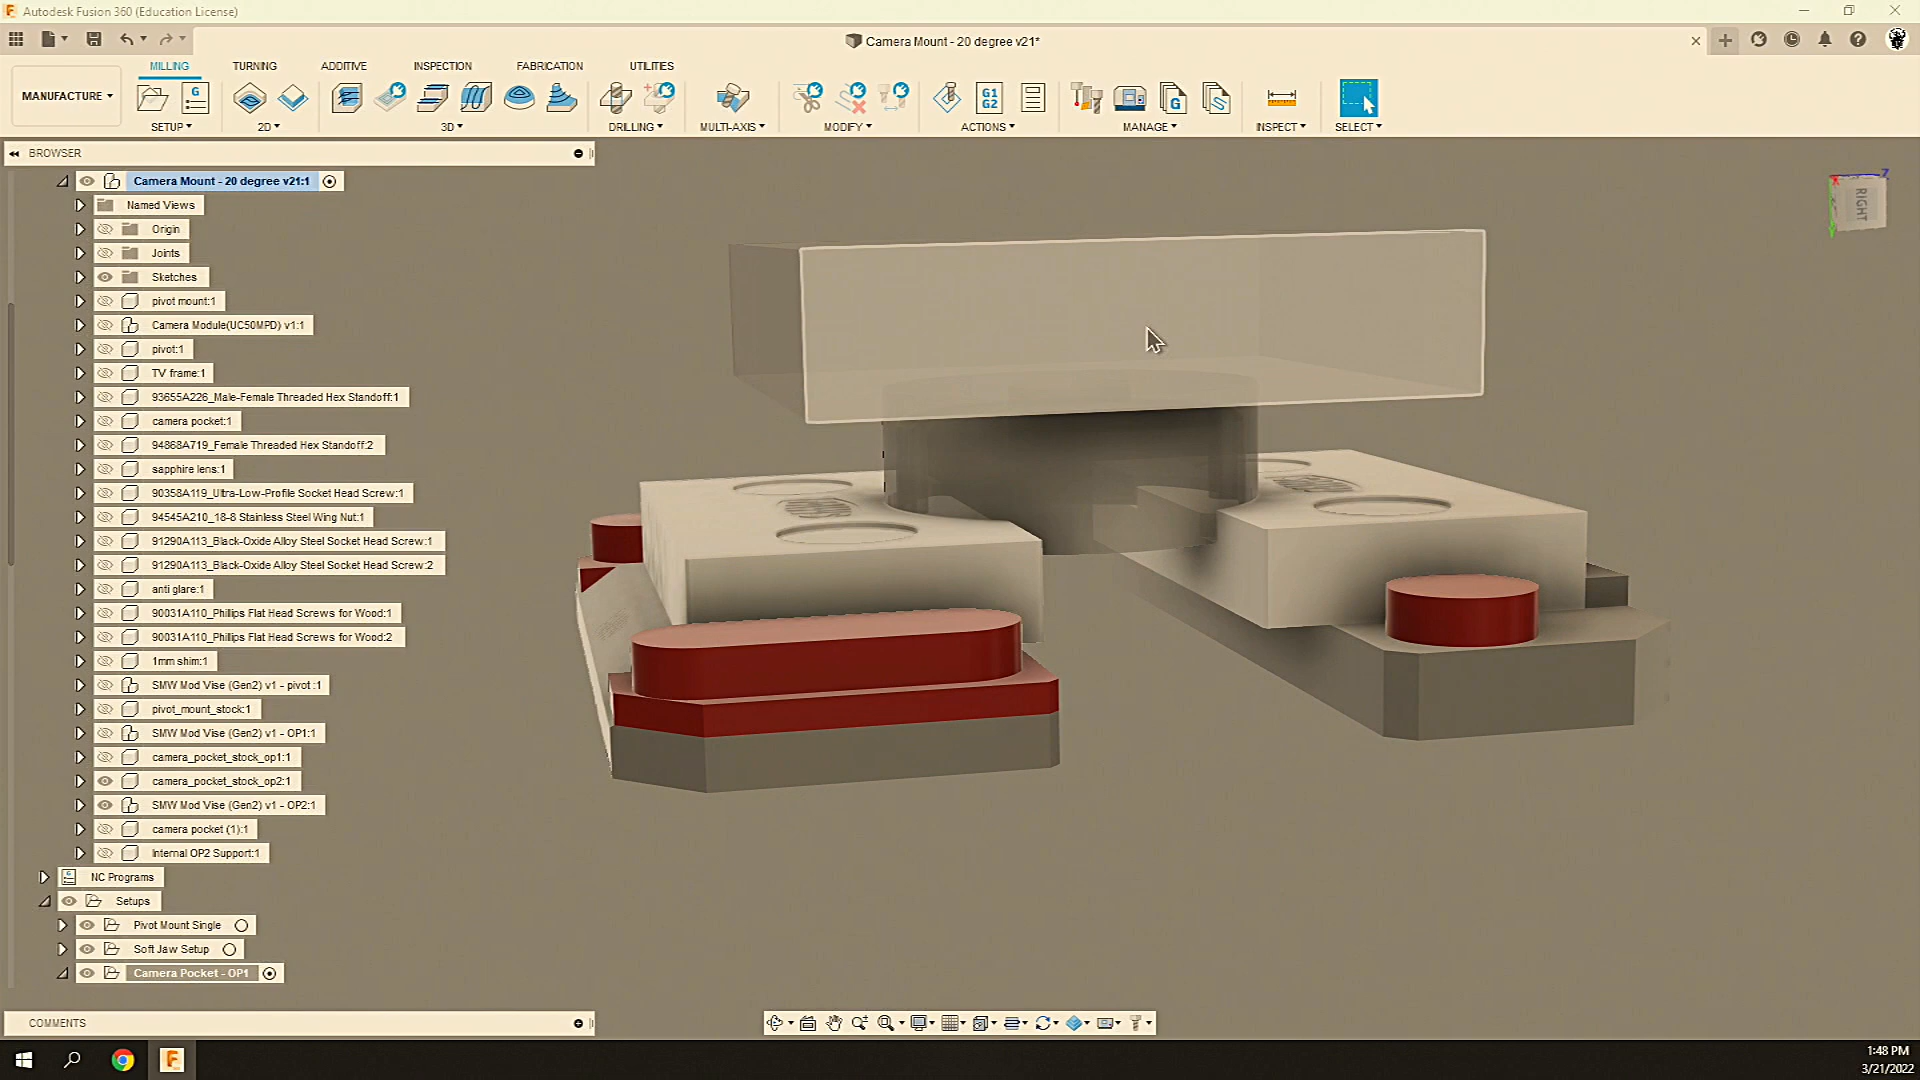 Autodesk Fusion 360 (Education License)
Camera Mount - 20 degree v21*
MILLING TURNING ADDITIVE INSPECTION FABRICATION UTILITIES
MANUFACTURE
G
G1
G2
G
SETUP 2D 3D DRILLING MULTI-AXIS MODIFY ACTIONS MANAGE INSPECT SELECT
BROWSER
Camera Mount - 20 degree v21:1
Named Views
Origin
Joints
Sketches
pivot mount:1
Camera Module(UC50MPD) v1:1
pivot:1
TV frame:1
93655A226_Male-Female Threaded Hex Standoff:1
camera pocket:1
94868A719_Female Threaded Hex Standoff:2
sapphire lens:1
90358A119_Ultra-Low-Profile Socket Head Screw:1
94545A210_18-8 Stainless Steel Wing Nut:1
91290A113_Black-Oxide Alloy Steel Socket Head Screw:1
91290A113_Black-Oxide Alloy Steel Socket Head Screw:2
anti glare:1
90031A110_Phillips Flat Head Screws for Wood:1
90031A110_Phillips Flat Head Screws for Wood:2
1mm shim:1
SMW Mod Vise (Gen2) v1 - pivot :1
pivot_mount_stock:1
SMW Mod Vise (Gen2) v1 - OP1:1
camera_pocket_stock_op1:1
camera_pocket_stock_op2:1
SMW Mod Vise (Gen2) v1 - OP2:1
camera pocket (1):1
Internal OP2 Support:1
NC Programs
Setups
Pivot Mount Single
Soft Jaw Setup
Camera Pocket - OP1
COMMENTS
X
Z
Y
RIGHT
1:48 PM
3/21/2022